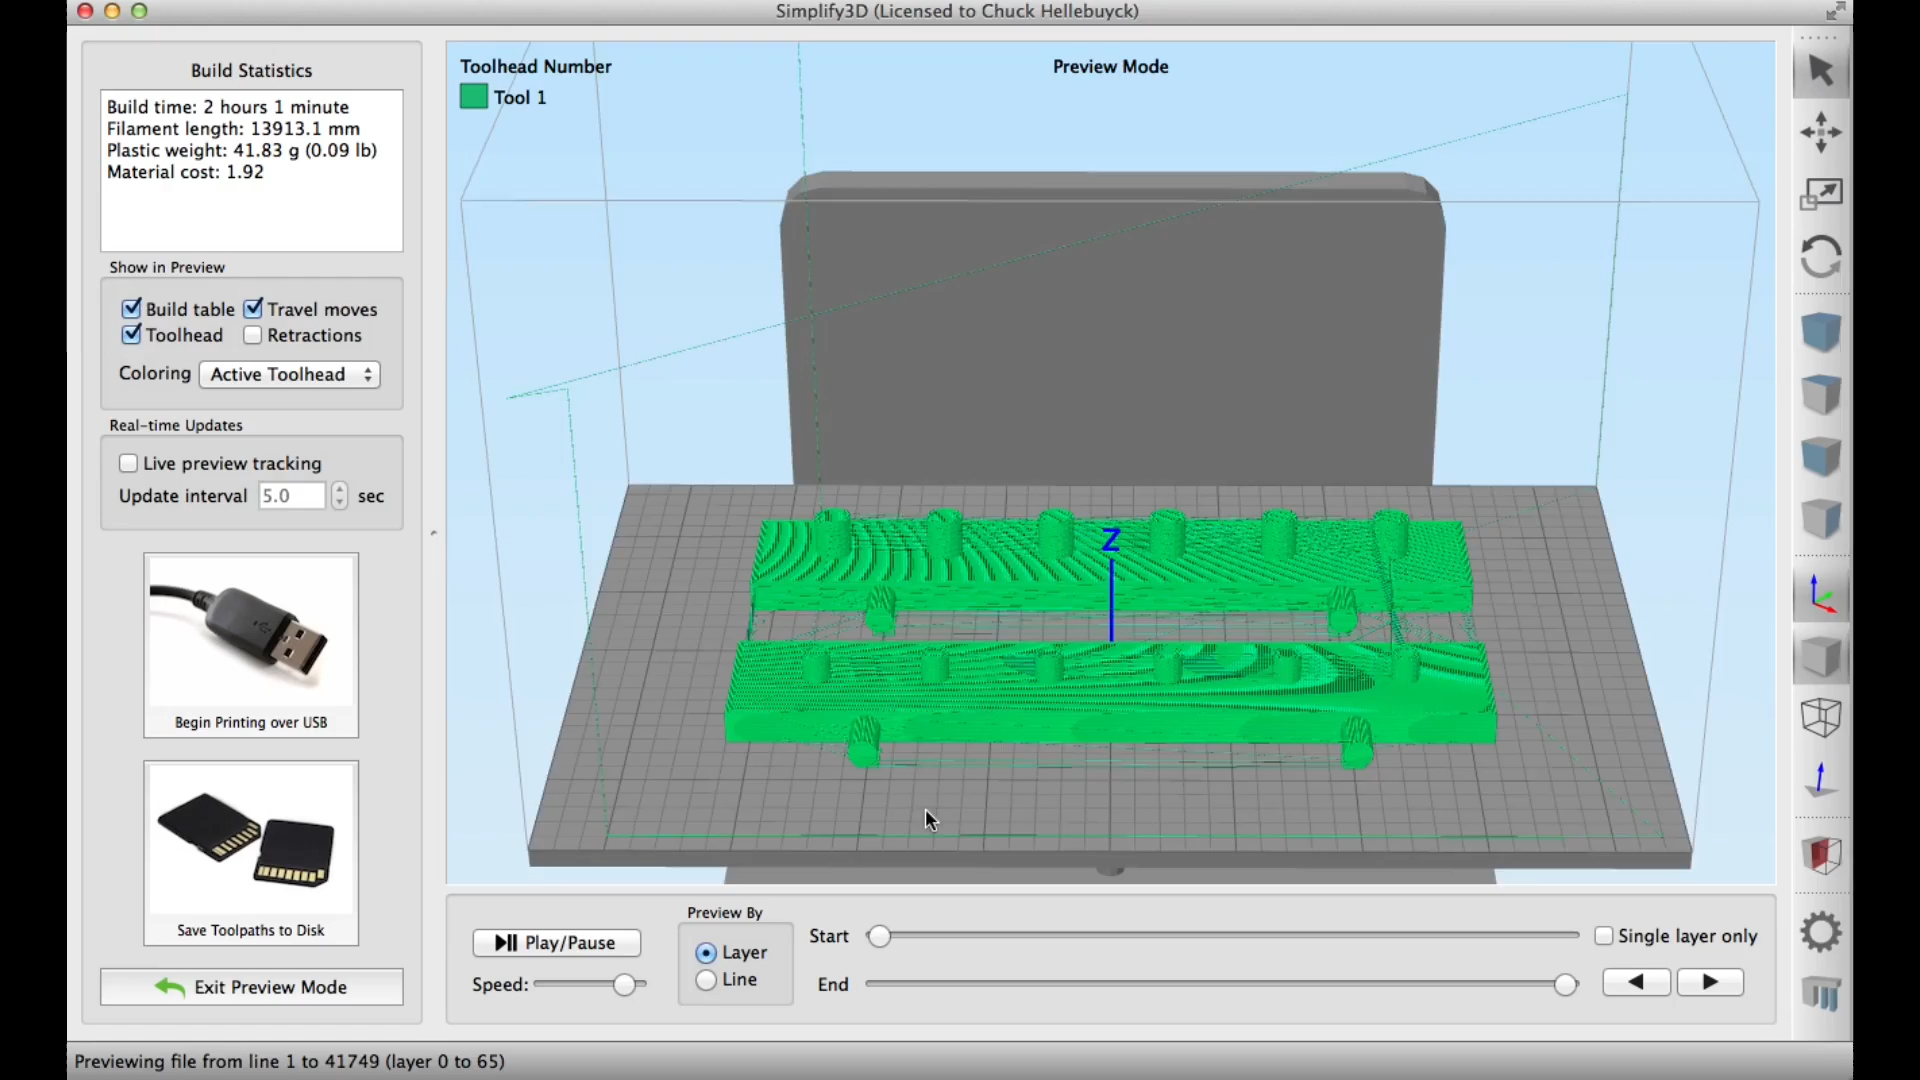 Simplify3D (Licensed to Chuck Hellebuyck)
Build Statistics
Build time: 2 hours 1 minute
Filament length: 13913.1 mm
Plastic weight: 41.83 g (0.09 lb)
Material cost: 1.92
Show in Preview
Build table
Travel moves
Toolhead
Retractions
Coloring
Active Toolhead
Real-time Updates
Live preview tracking
Update interval 5.0 sec
Begin Printing over USB
Save Toolpaths to Disk
Exit Preview Mode
Toolhead Number
Tool 1
Preview Mode
Z
Play/Pause
Speed:
Preview By
Layer
Line
Start
End
Single layer only
Previewing file from line 1 to 41749 (layer 0 to 65)